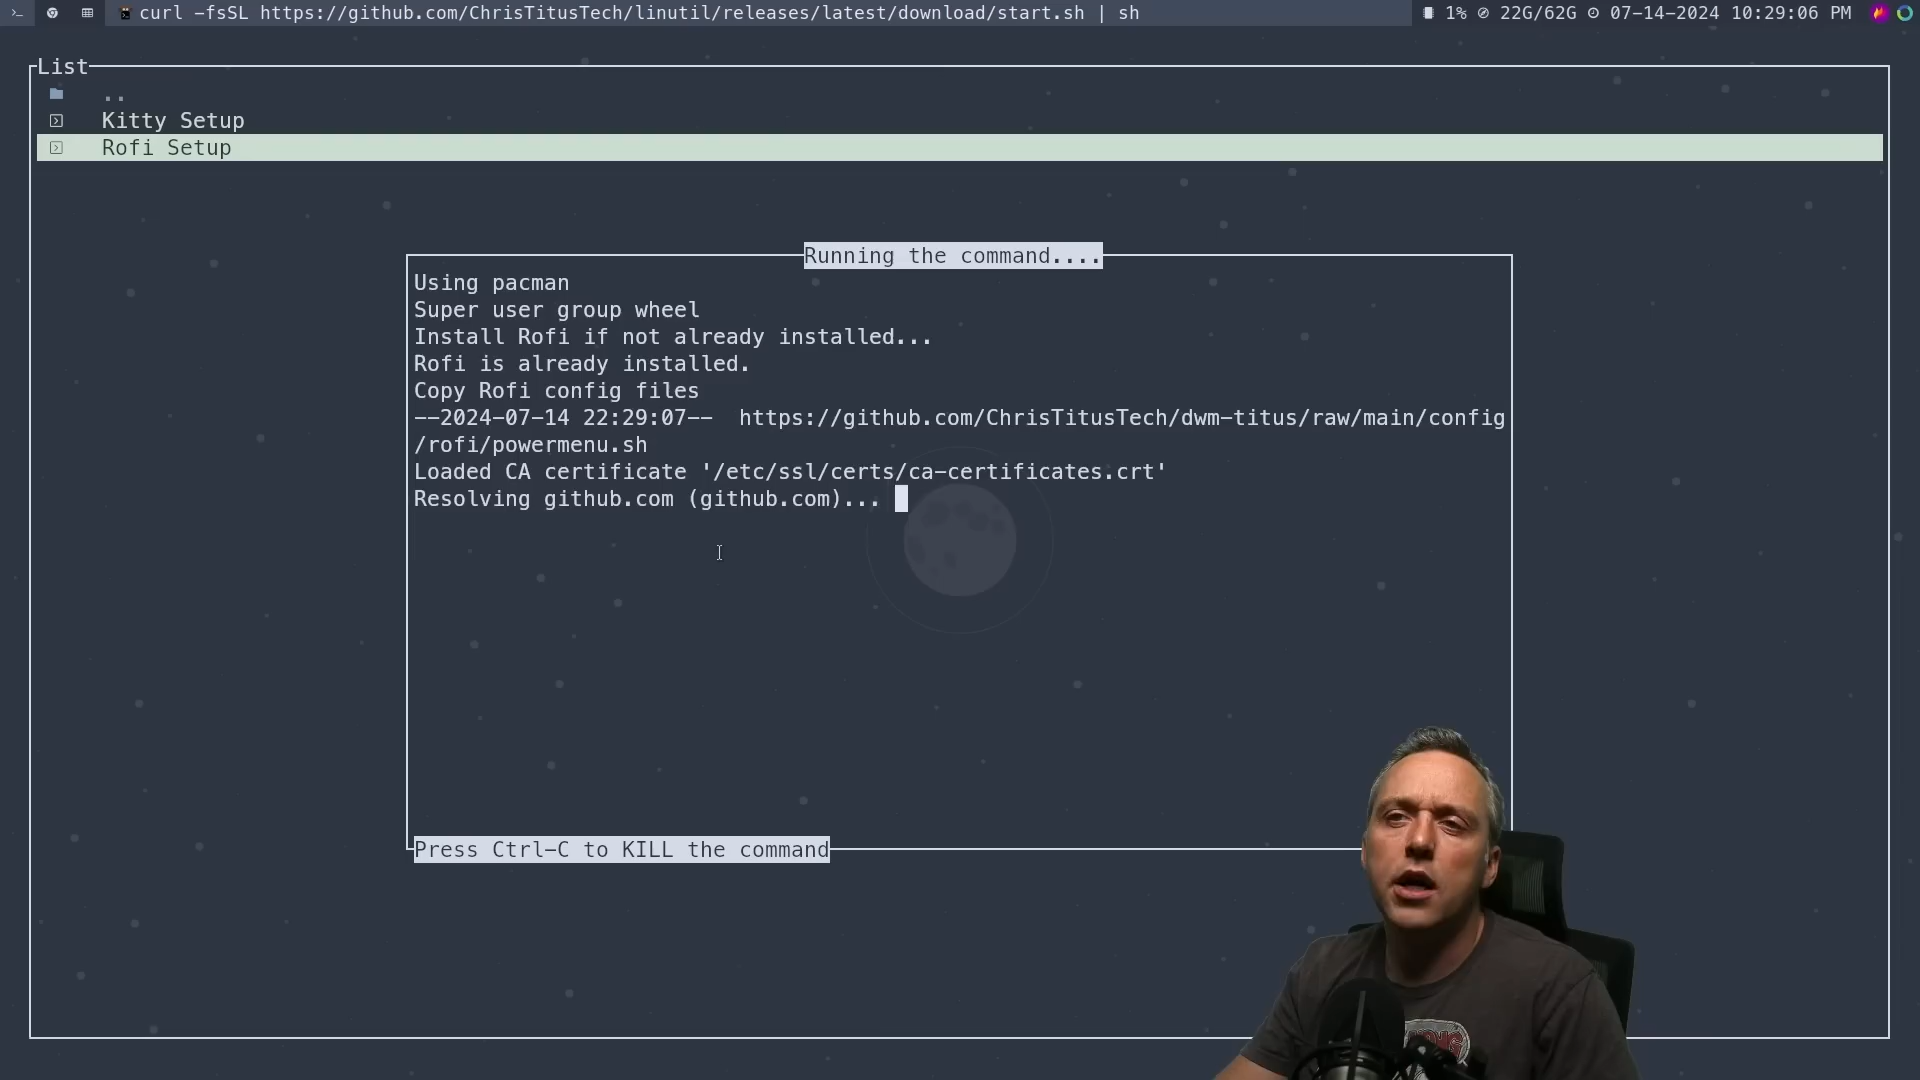 curl -fsSL https://github.com/ChrisTitusTech/linutil/releases/latest/download/start.sh | sh
1% 22G/62G 07-14-2024 10:29:06 PM
List
..
Kitty Setup
Rofi Setup
Running the command....
Using pacman
Super user group wheel
Install Rofi if not already installed...
Rofi is already installed.
Copy Rofi config files
--2024-07-14 22:29:07--  https://github.com/ChrisTitusTech/dwm-titus/raw/main/config
/rofi/powermenu.sh
Loaded CA certificate '/etc/ssl/certs/ca-certificates.crt'
Resolving github.com (github.com)...
Press Ctrl-C to KILL the command